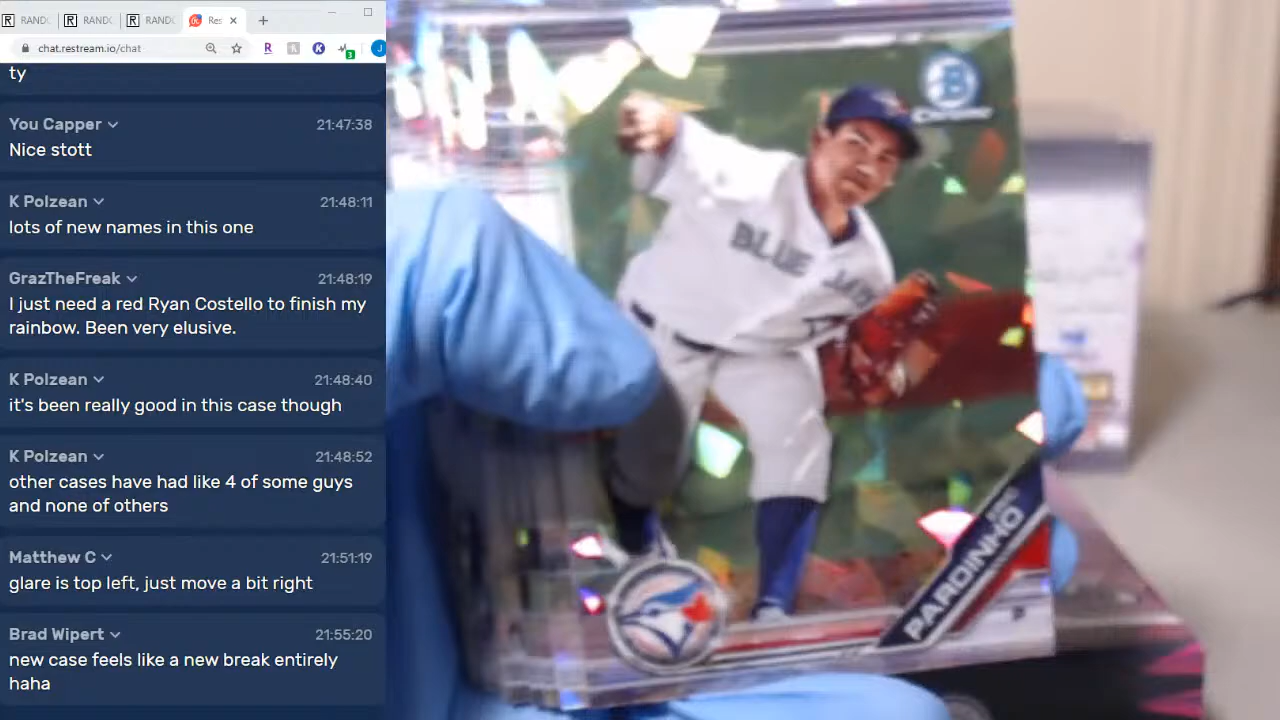 RAND
RAND
RAND
Res
chat.restream.io/chat
3
J
ty
You Capper
21:47:38
Nice stott
K Polzean
21:48:11
lots of new names in this one
GrazTheFreak
21:48:19
I just need a red Ryan Costello to finish my
rainbow. Been very elusive.
K Polzean
21:48:40
it's been really good in this case though
K Polzean
21:48:52
other cases have had like 4 of some guys
and none of others
Matthew C
21:51:19
glare is top left, just move a bit right
Brad Wipert
21:55:20
new case feels like a new break entirely
haha
B
Chrome
BLUE JAYS
PARDINHO
P